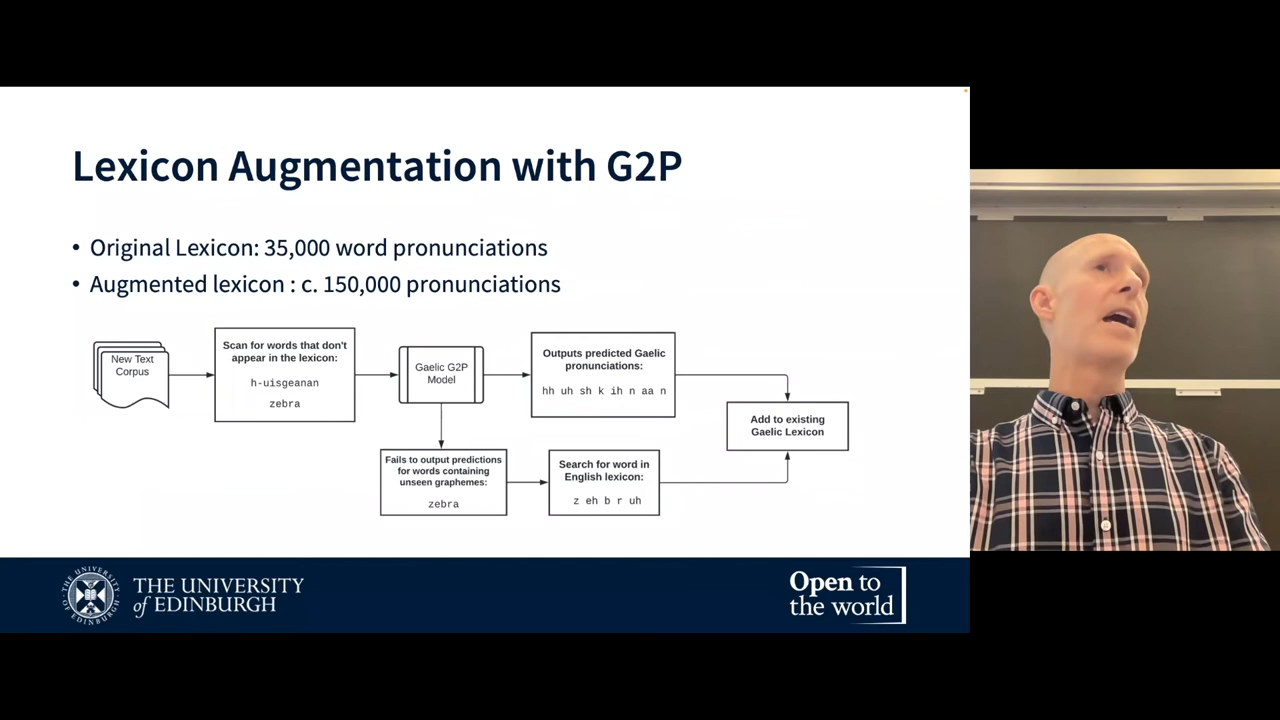 Lexicon Augmentation with G2P
• Original Lexicon: 35,000 word pronunciations
• Augmented lexicon : c. 150,000 pronunciations
New Text
Corpus
Scan for words that don't
appear in the lexicon:
h-uisgeanan
zebra
Gaelic G2P
Model
Outputs predicted Gaelic
pronunciations:
hh uh sh k ih n aa n
Add to existing
Gaelic Lexicon
Fails to output predictions
for words containing
unseen graphemes:
zebra
Search for word in
English lexicon:
z eh b r uh
THE UNIVERSITY
of EDINBURGH
Open to
the world